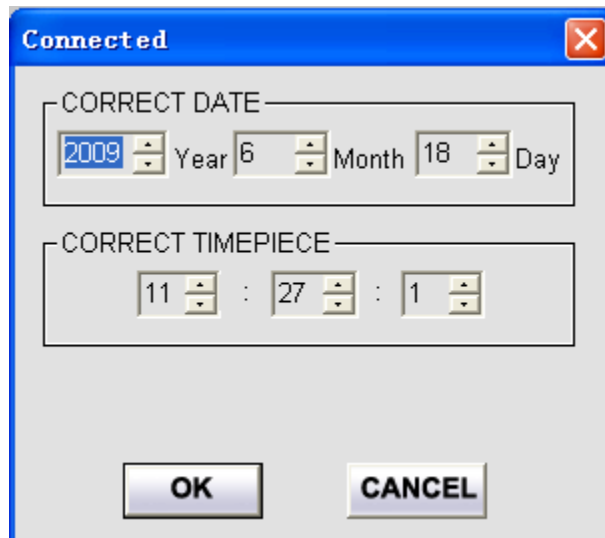 Connected
CORRECT DATE
2009 Year 6 Month 18 Day
CORRECT TIMEPIECE
11 : 27 : 1
OK CANCEL